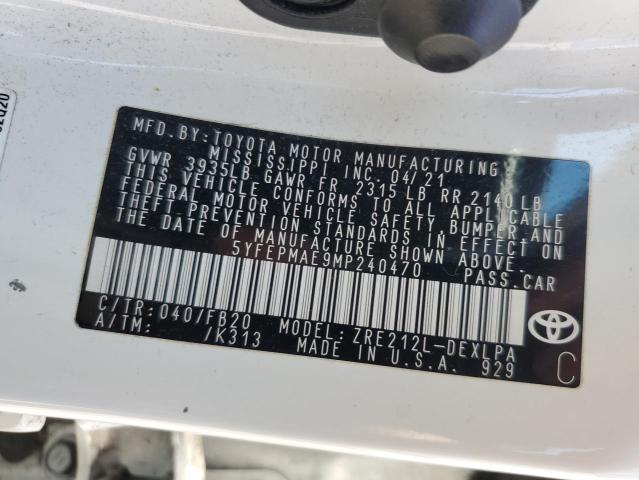 MFD. BY: TOYOTA MOTOR MANUFACTURING,
MISSISSIPPI INC. 04/21
GVWR 3935LB GAWR FR 2315 LB RR 2140 LB
THIS VEHICLE CONFORMS TO ALL APPLICABLE
FEDERAL MOTOR VEHICLE SAFETY, BUMPER AND
THEFT PREVENTION STANDARDS IN EFFECT ON
THE DATE OF MANUFACTURE SHOWN ABOVE.
5YFEPMAE9MP240470 PASS.CAR
C/TR: 040/FB20 MODEL: ZRE212L-DEXLPA
A/TM: /K313 MADE IN U.S.A. 929
C